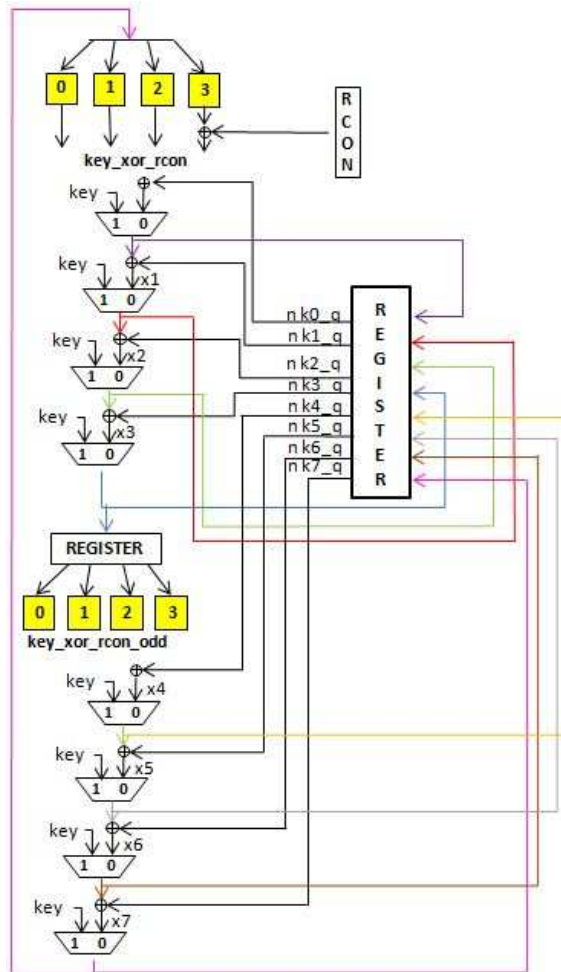 0 1 2 3
RCON
key_xor_rcon
key
1 0
key
x1
1 0
key
x2
1 0
key
x3
1 0
nk0_q
nk1_q
nk2_q
nk3_q
nk4_q
nk5_q
nk6_q
nk7_q
REGISTER
REGISTER
0 1 2 3
key_xor_rcon_odd
key
x4
1 0
key
x5
1 0
key
x6
1 0
key
x7
1 0